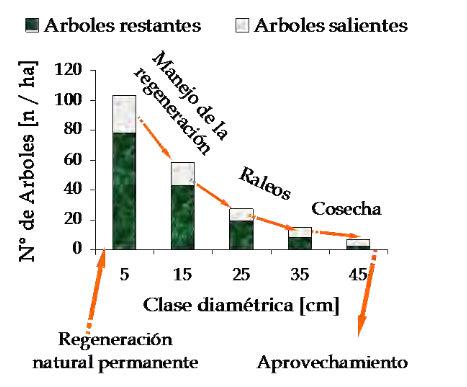 Arboles restantes
Arboles salientes
N° de Arboles [n / ha]
120
100
80
60
40
20
0
Manejo de la
regeneración
Raleos
Cosecha
5
15
25
35
45
Clase diamétrica [cm]
Regeneración
natural permanente
Aprovechamiento